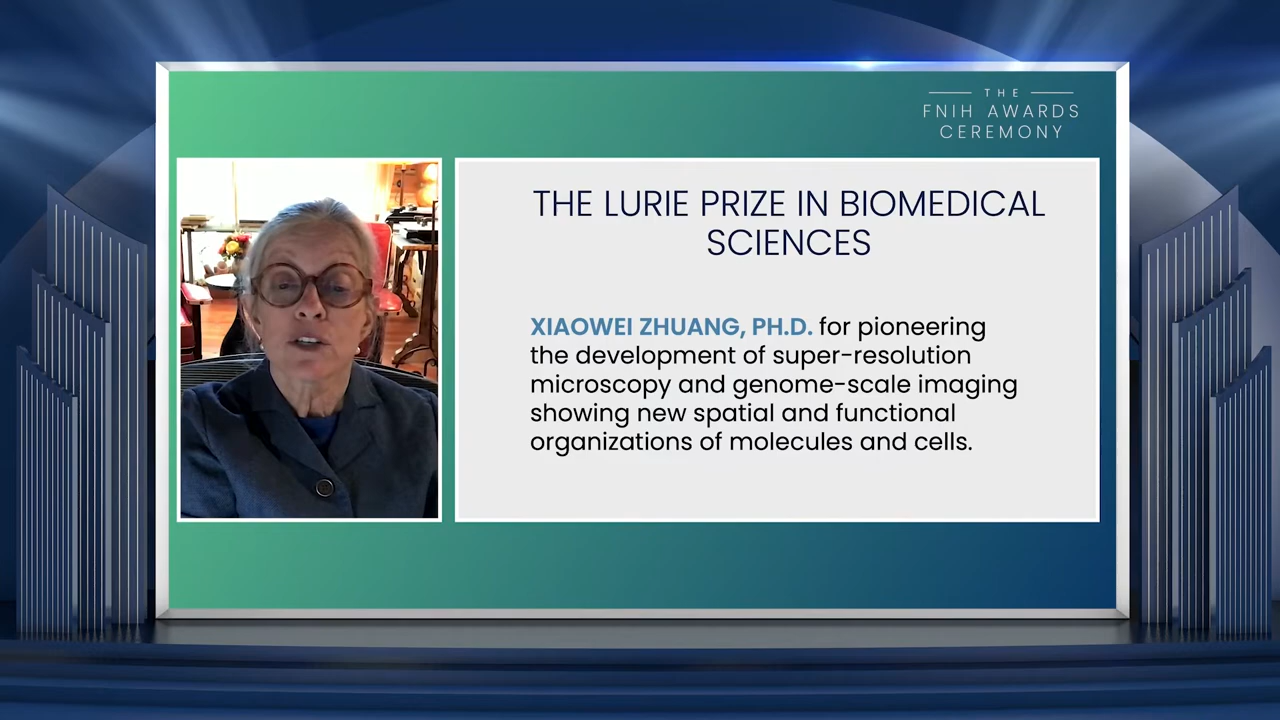 THE
FNIH AWARDS
CEREMONY
THE LURIE PRIZE IN BIOMEDICAL
SCIENCES
XIAOWEI ZHUANG, PH.D. for pioneering
the development of super-resolution
microscopy and genome-scale imaging
showing new spatial and functional
organizations of molecules and cells.